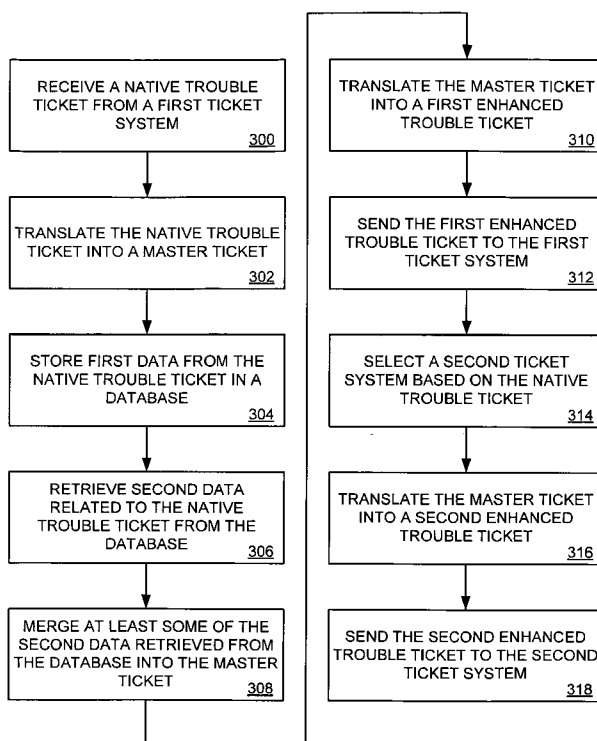 RECEIVE A NATIVE TROUBLE
TICKET FROM A FIRST TICKET
SYSTEM
300
TRANSLATE THE NATIVE TROUBLE
TICKET INTO A MASTER TICKET
302
STORE FIRST DATA FROM THE
NATIVE TROUBLE TICKET IN A
DATABASE
304
RETRIEVE SECOND DATA
RELATED TO THE NATIVE
TROUBLE TICKET FROM THE
DATABASE
306
MERGE AT LEAST SOME OF THE
SECOND DATA RETRIEVED FROM
THE DATABASE INTO THE MASTER
TICKET
308
TRANSLATE THE MASTER TICKET
INTO A FIRST ENHANCED
TROUBLE TICKET
310
SEND THE FIRST ENHANCED
TROUBLE TICKET TO THE FIRST
TICKET SYSTEM
312
SELECT A SECOND TICKET
SYSTEM BASED ON THE NATIVE
TROUBLE TICKET
314
TRANSLATE THE MASTER TICKET
INTO A SECOND ENHANCED
TROUBLE TICKET
316
SEND THE SECOND ENHANCED
TROUBLE TICKET TO THE SECOND
TICKET SYSTEM
318